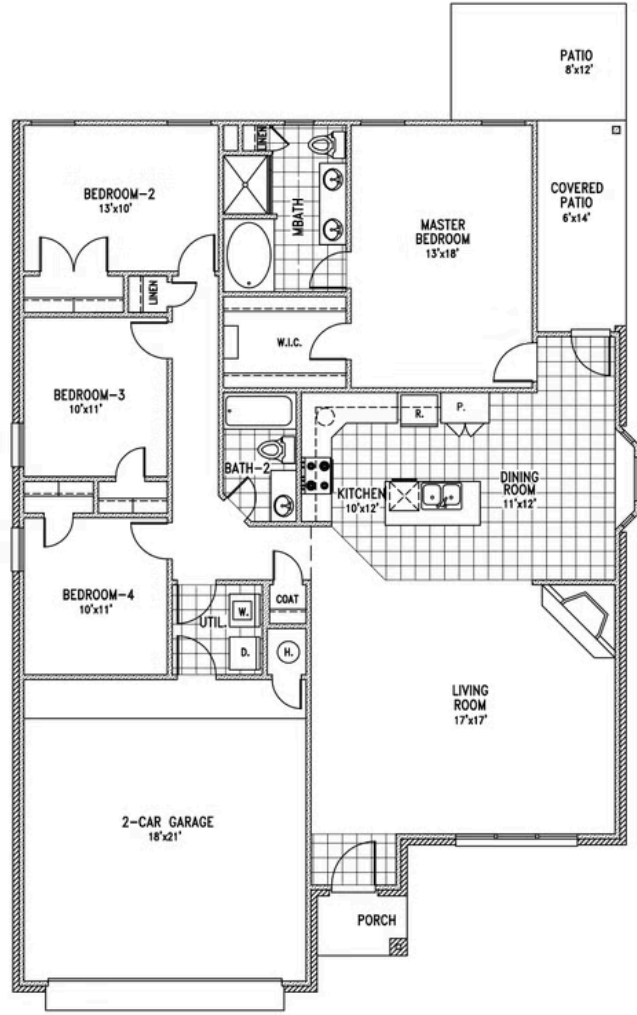 PATIO
8'x12'
LINEN
BEDROOM-2
13'x10'
MBATH
MASTER
BEDROOM
13'x18'
COVERED
PATIO
6'x14'
LINEN
W.I.C.
BEDROOM-3
10'x11'
R.
P.
BATH-2
KITCHEN
10'x12'
DINING
ROOM
11'x12'
BEDROOM-4
10'x11'
COAT
UTIL.
W.
D.
H.
LIVING
ROOM
17'x17'
2-CAR GARAGE
18'x21'
PORCH